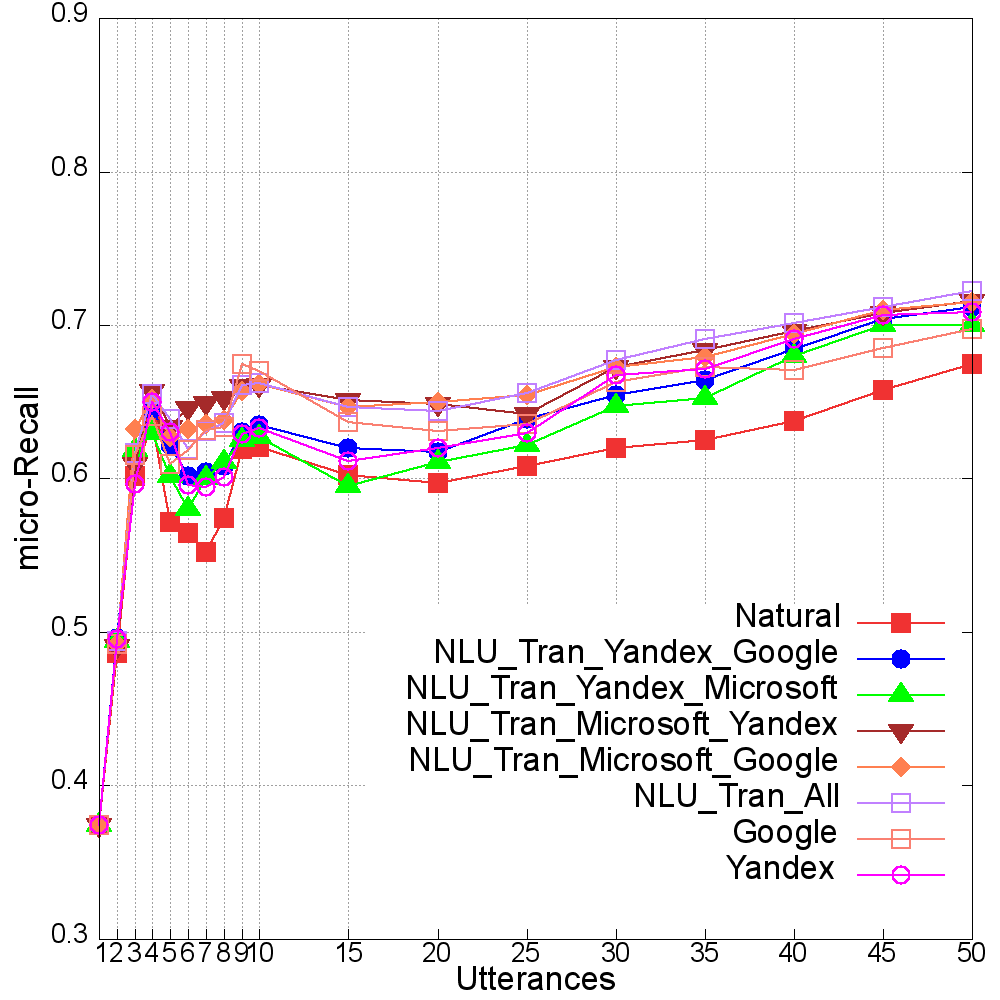 0.9
0.8
0.7
0.6
0.5
0.4
0.3
micro-Recall
Natural
NLU_Tran_Yandex_Google
NLU_Tran_Yandex_Microsoft
NLU_Tran_Microsoft_Yandex
NLU_Tran_Microsoft_Google
NLU_Tran_All
Google
Yandex
1 2 3 4 5 6 7 8 9 10 15 20 25 30 35 40 45 50
Utterances